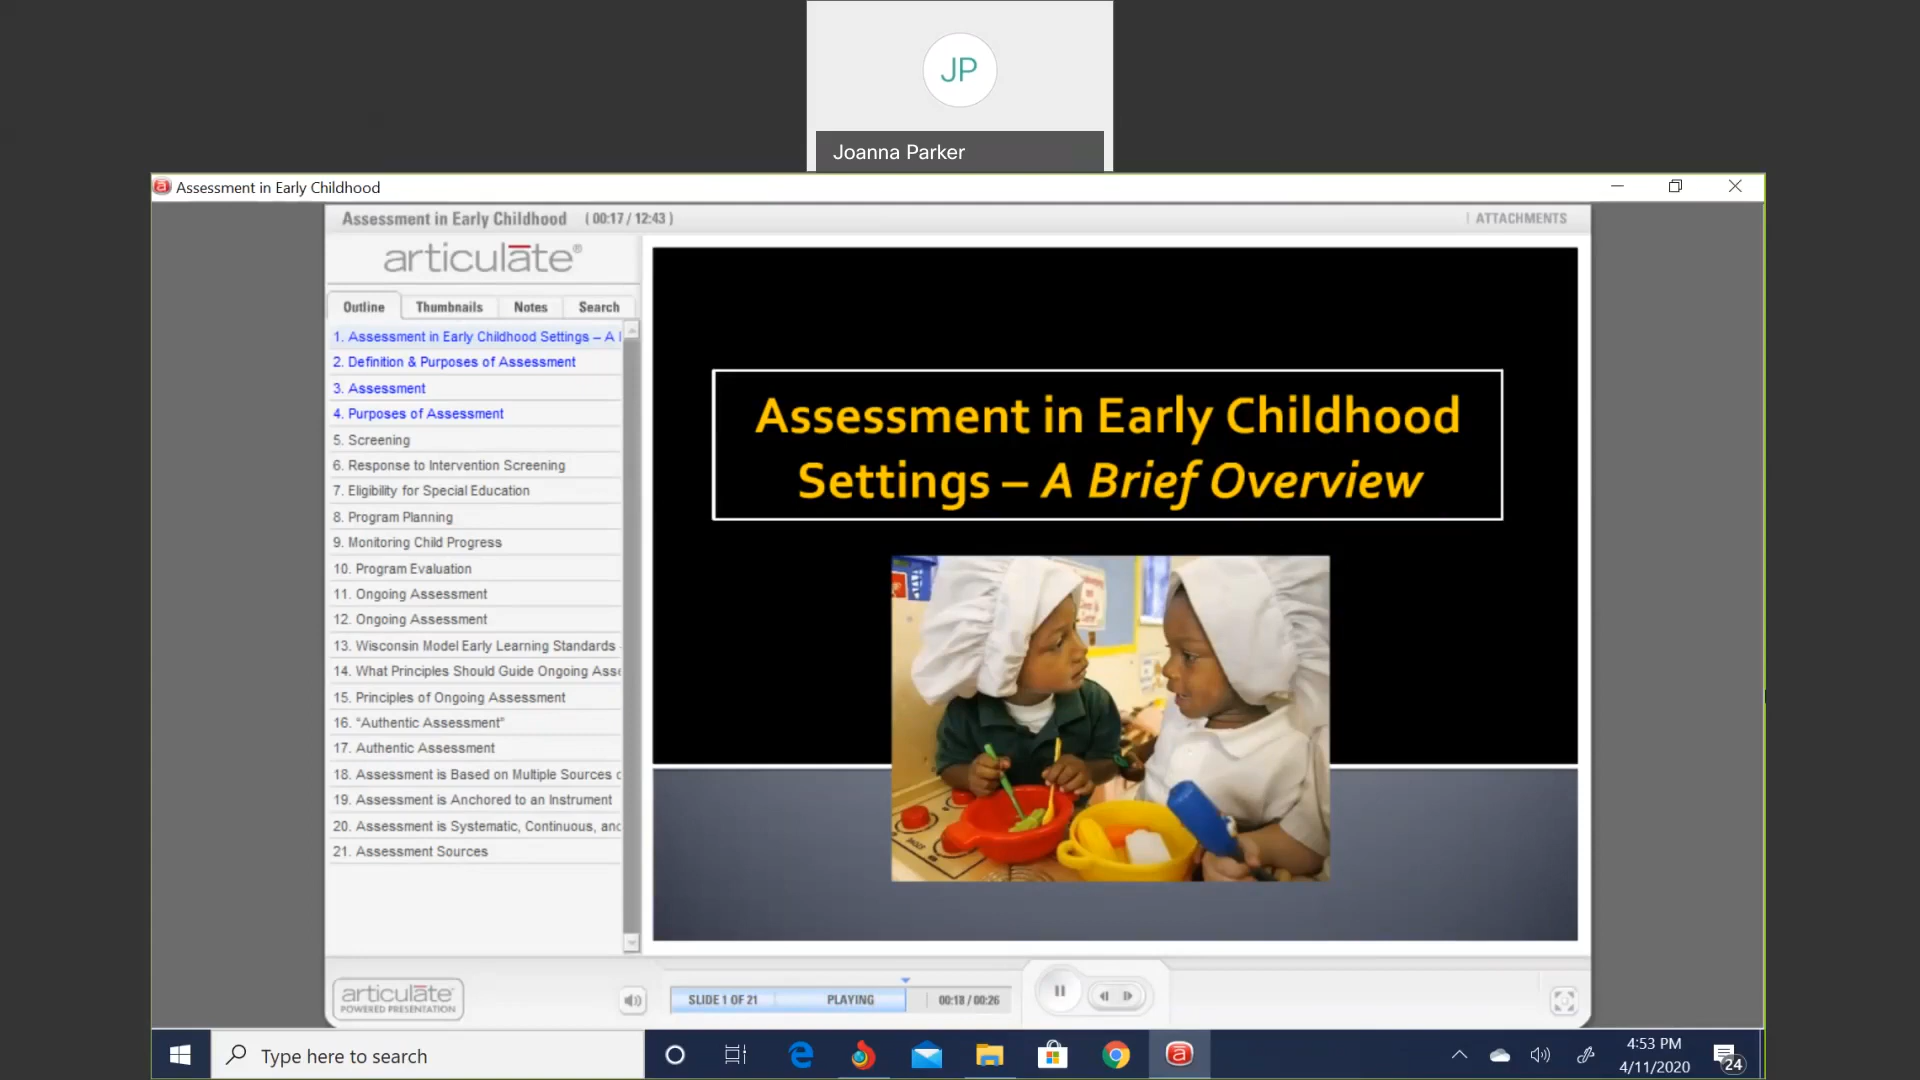 JP
Joanna Parker
Assessment in Early Childhood
Assessment in Early Childhood ( 00:17 / 12:43 )
ATTACHMENTS
articulate®
Outline Thumbnails Notes Search
1. Assessment in Early Childhood Settings – A
2. Definition & Purposes of Assessment
3. Assessment
4. Purposes of Assessment
5. Screening
6. Response to Intervention Screening
7. Eligibility for Special Education
8. Program Planning
9. Monitoring Child Progress
10. Program Evaluation
11. Ongoing Assessment
12. Ongoing Assessment
13. Wisconsin Model Early Learning Standards
14. What Principles Should Guide Ongoing Asse
15. Principles of Ongoing Assessment
16. “Authentic Assessment”
17. Authentic Assessment
18. Assessment is Based on Multiple Sources
19. Assessment is Anchored to an Instrument
20. Assessment is Systematic, Continuous, and
21. Assessment Sources
Assessment in Early Childhood
Settings – A Brief Overview
articulate
POWERED PRESENTATION
SLIDE 1 OF 21 PLAYING 00:18 / 00:26
Type here to search
4:53 PM
4/11/2020
24